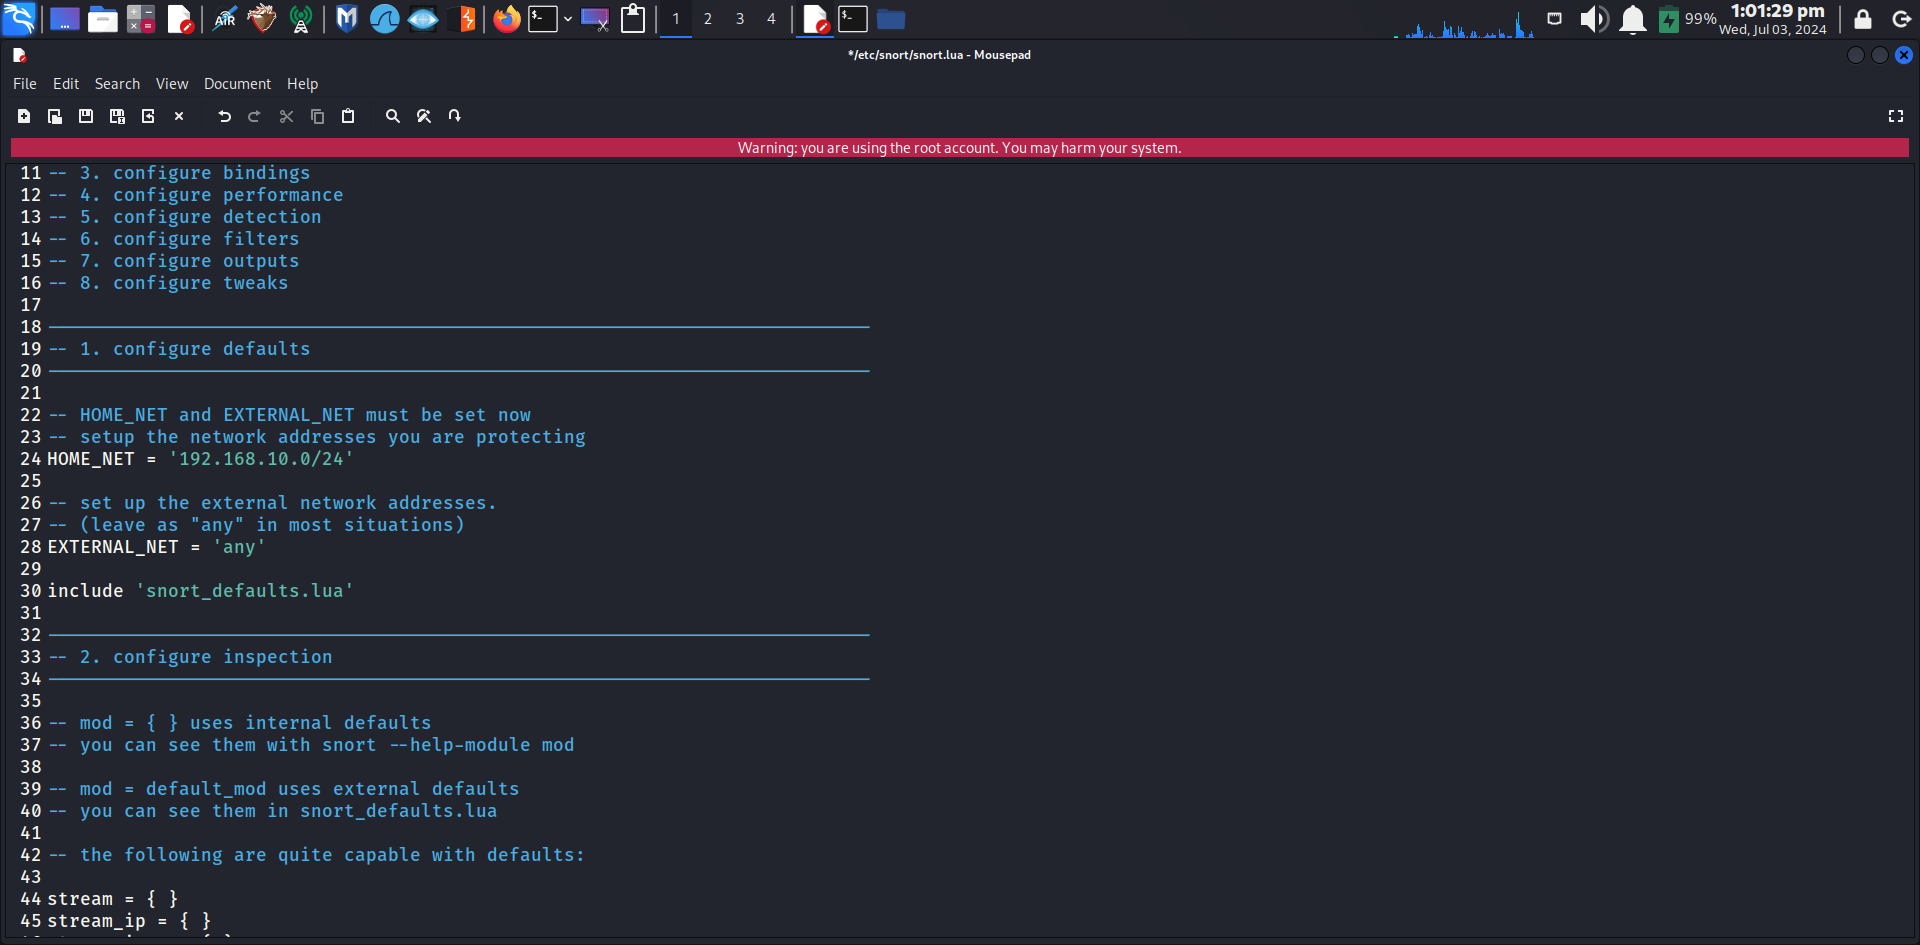 1 2 3 4 99% 1:01:29 pm
Wed, Jul 03, 2024
*/etc/snort/snort.lua - Mousepad
File Edit Search View Document Help
Warning: you are using the root account. You may harm your system.
11 -- 3. configure bindings
12 -- 4. configure performance
13 -- 5. configure detection
14 -- 6. configure filters
15 -- 7. configure outputs
16 -- 8. configure tweaks
17
18 ---------------------------------------------------------------------------
19 -- 1. configure defaults
20 ---------------------------------------------------------------------------
21
22 -- HOME_NET and EXTERNAL_NET must be set now
23 -- setup the network addresses you are protecting
24 HOME_NET = '192.168.10.0/24'
25
26 -- set up the external network addresses.
27 -- (leave as "any" in most situations)
28 EXTERNAL_NET = 'any'
29
30 include 'snort_defaults.lua'
31
32 ---------------------------------------------------------------------------
33 -- 2. configure inspection
34 ---------------------------------------------------------------------------
35
36 -- mod = { } uses internal defaults
37 -- you can see them with snort --help-module mod
38
39 -- mod = default_mod uses external defaults
40 -- you can see them in snort_defaults.lua
41
42 -- the following are quite capable with defaults:
43
44 stream = { }
45 stream_ip = { }